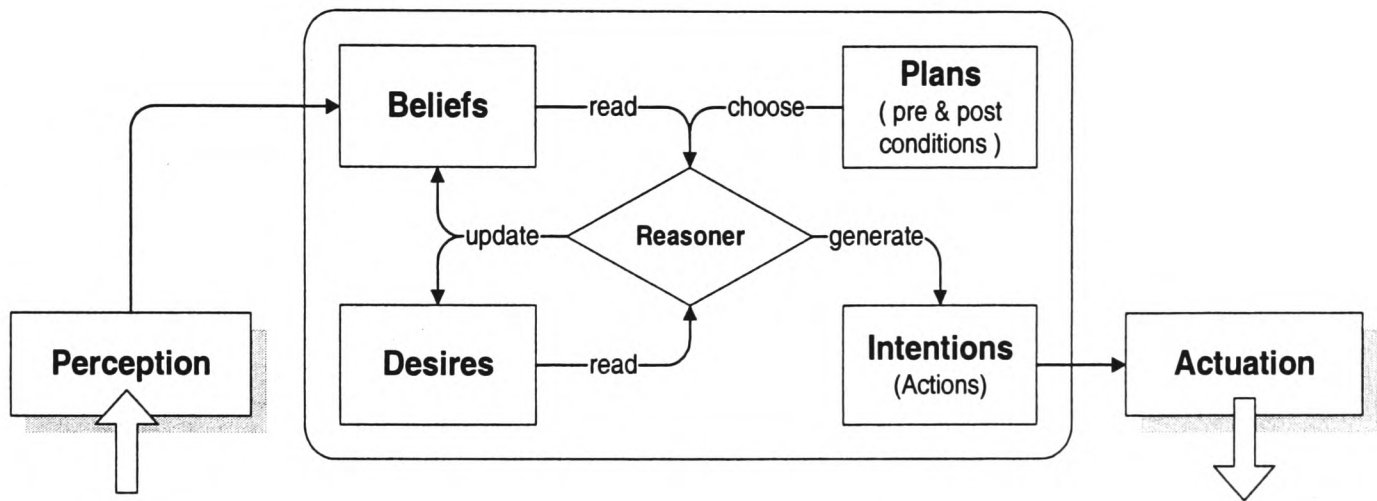 Beliefs
read
choose
Plans
( pre & post
conditions )
update
Reasoner
generate
Perception
Desires
read
Intentions
(Actions)
Actuation